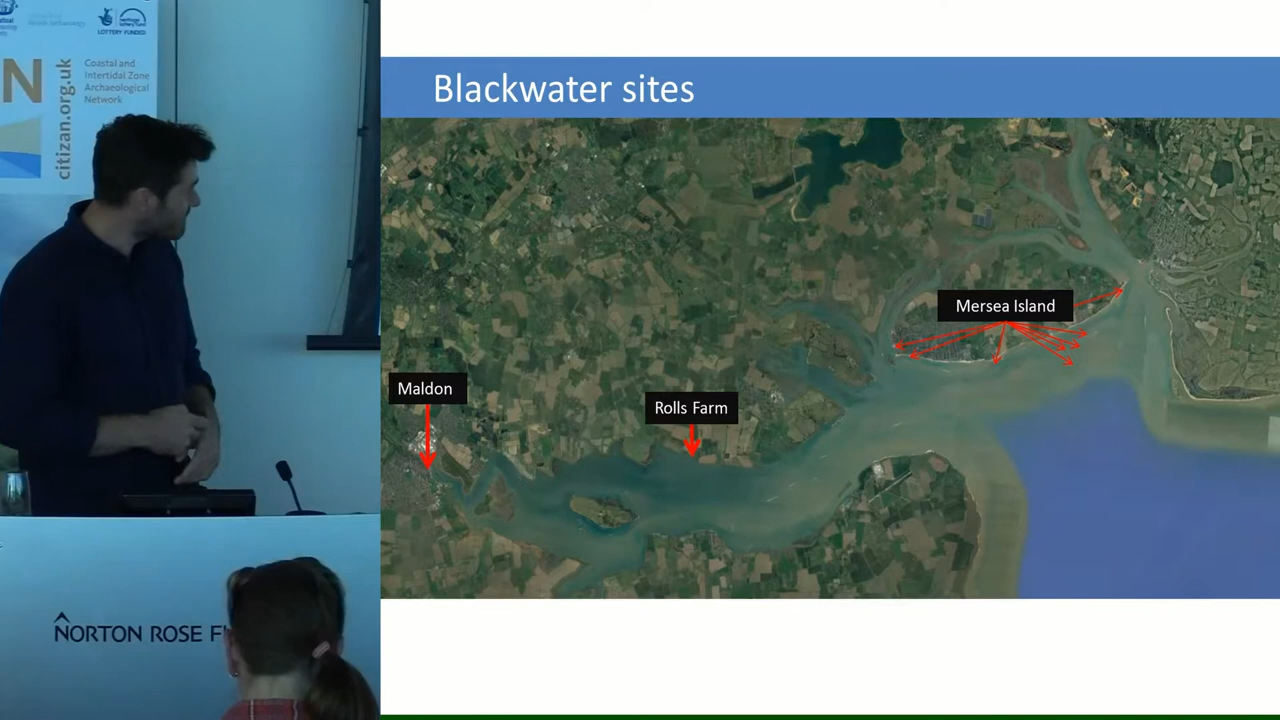 LOTTERY FUNDED
N
citizan.org.uk
Coastal and
Intertidal Zone
Archaeological
Network
Blackwater sites
Mersea Island
Maldon
Rolls Farm
NORTON ROSE F